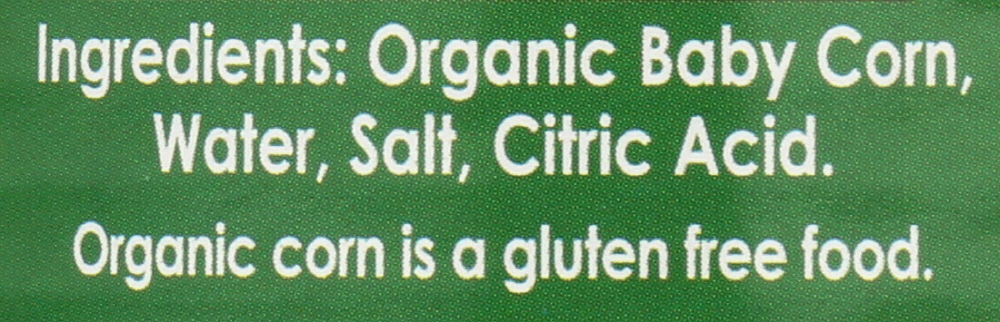 Ingredients: Organic Baby Corn,
Water, Salt, Citric Acid.
Organic corn is a gluten free food.